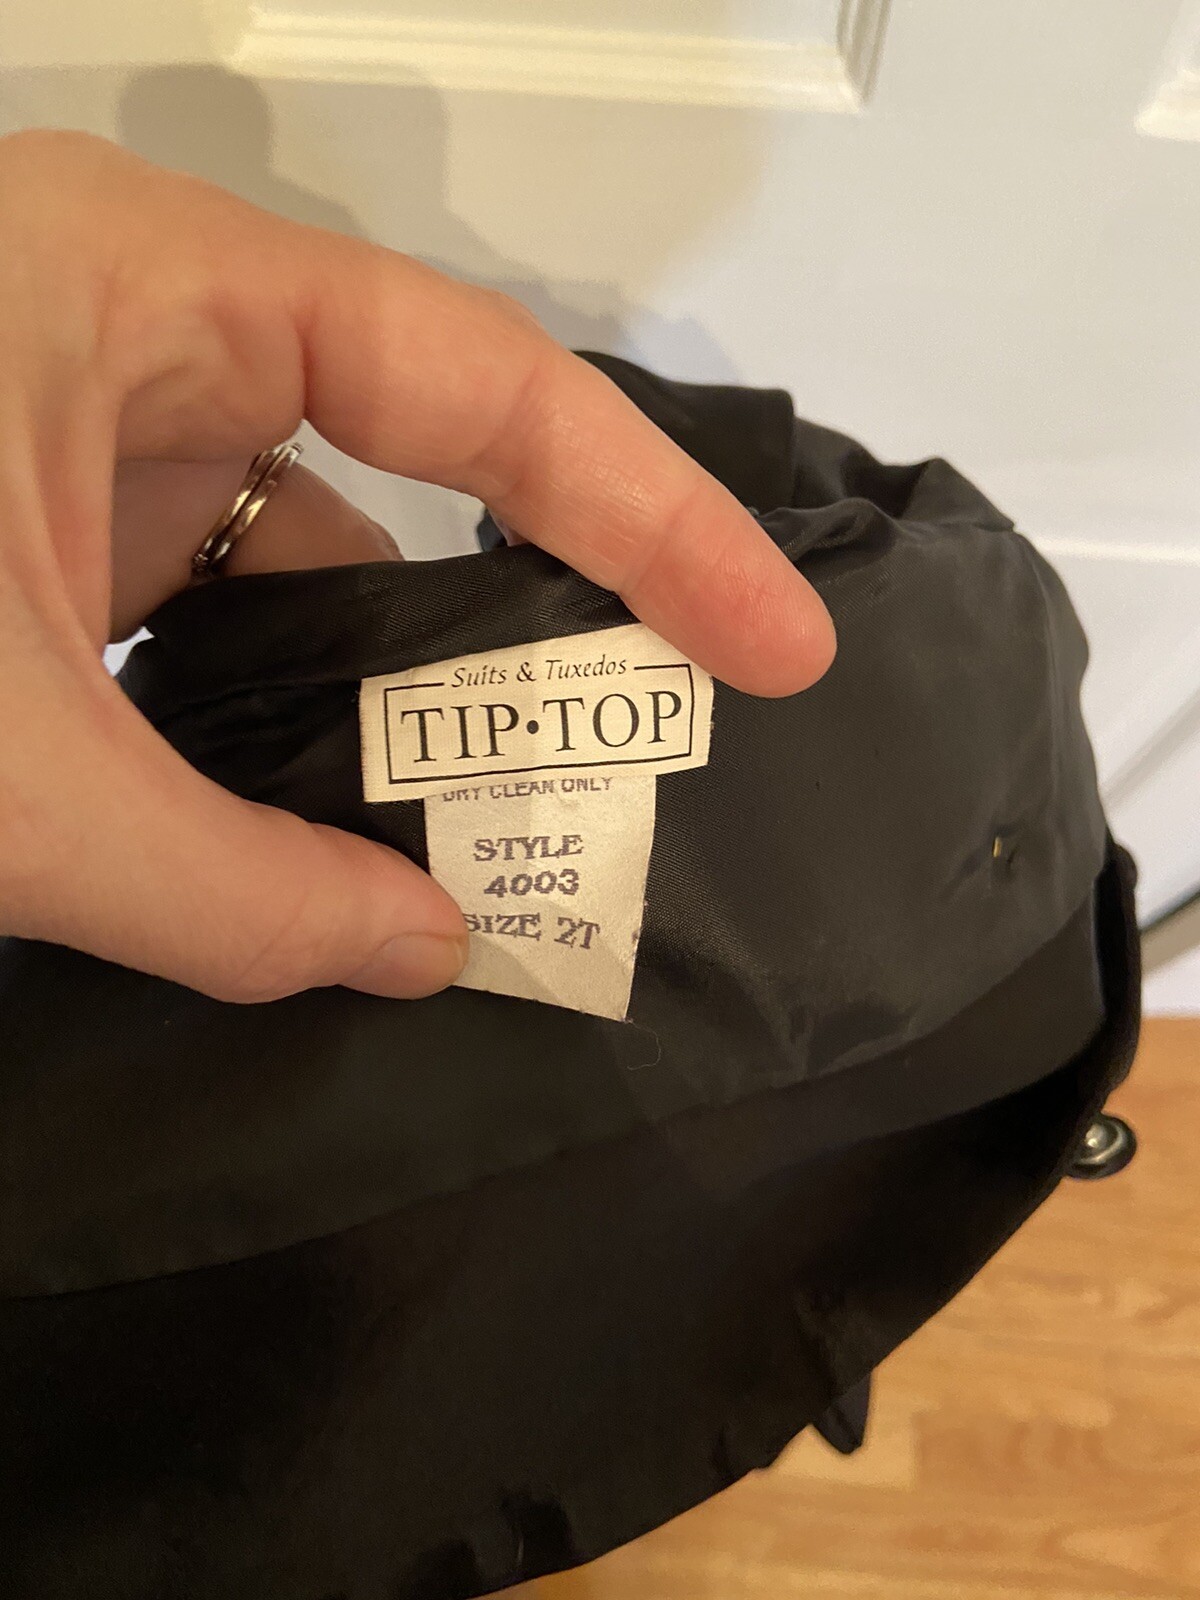 Suits & Tuxedos
TIP•TOP
DRY CLEAN ONLY
STYLE
4003
SIZE 2T